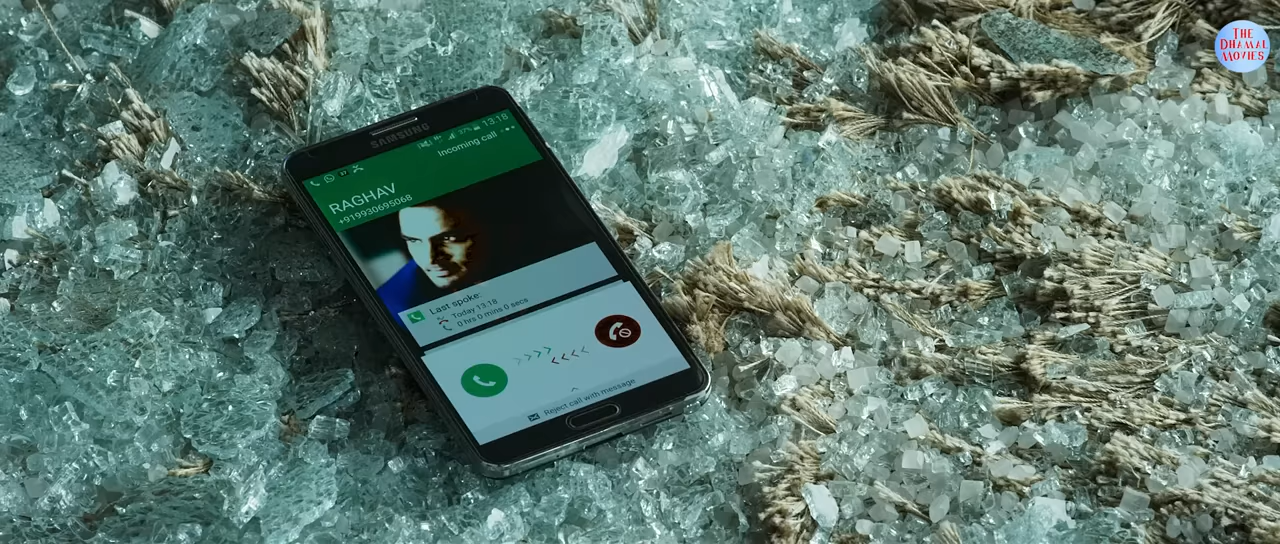 THE
DHAMAL
MOVIES
SAMSUNG
37% 13.18
Incoming call
RAGHAV
+919930695068
Last spoke:
Today 13.18
0 hrs 0 mins 0 secs
Reject call with message